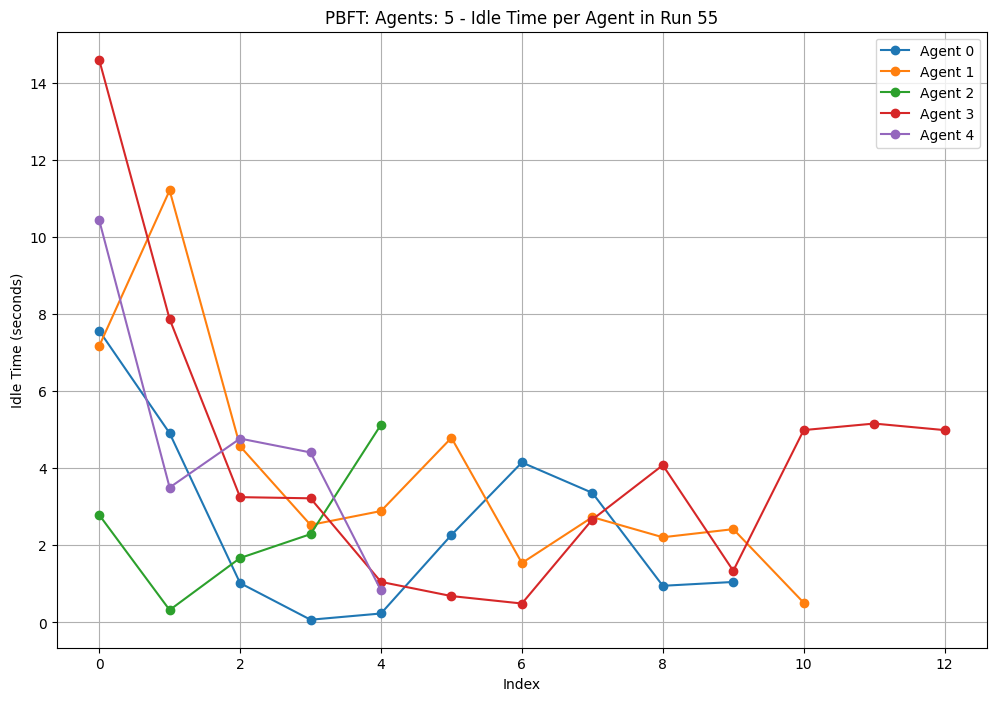 PBFT: Agents: 5 - Idle Time per Agent in Run 55
Agent 0
Agent 1
Agent 2
Agent 3
Agent 4
Idle Time (seconds)
14
12
10
8
6
4
2
0
0 2 4 6 8 10 12
Index